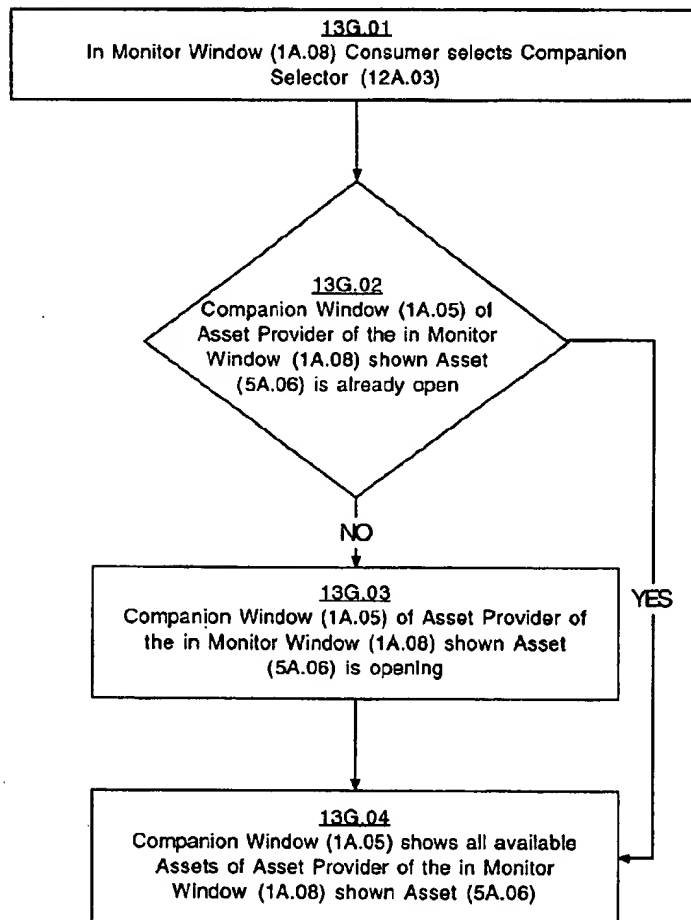 13G.01
In Monitor Window (1A.08) Consumer selects Companion
Selector (12A.03)
13G.02
Companion Window (1A.05) of
Asset Provider of the in Monitor
Window (1A.08) shown Asset
(5A.06) is already open
NO
YES
13G.03
Companion Window (1A.05) of Asset Provider of
the in Monitor Window (1A.08) shown Asset
(5A.06) is opening
13G.04
Companion Window (1A.05) shows all available
Assets of Asset Provider of the in Monitor
Window (1A.08) shown Asset (5A.06)